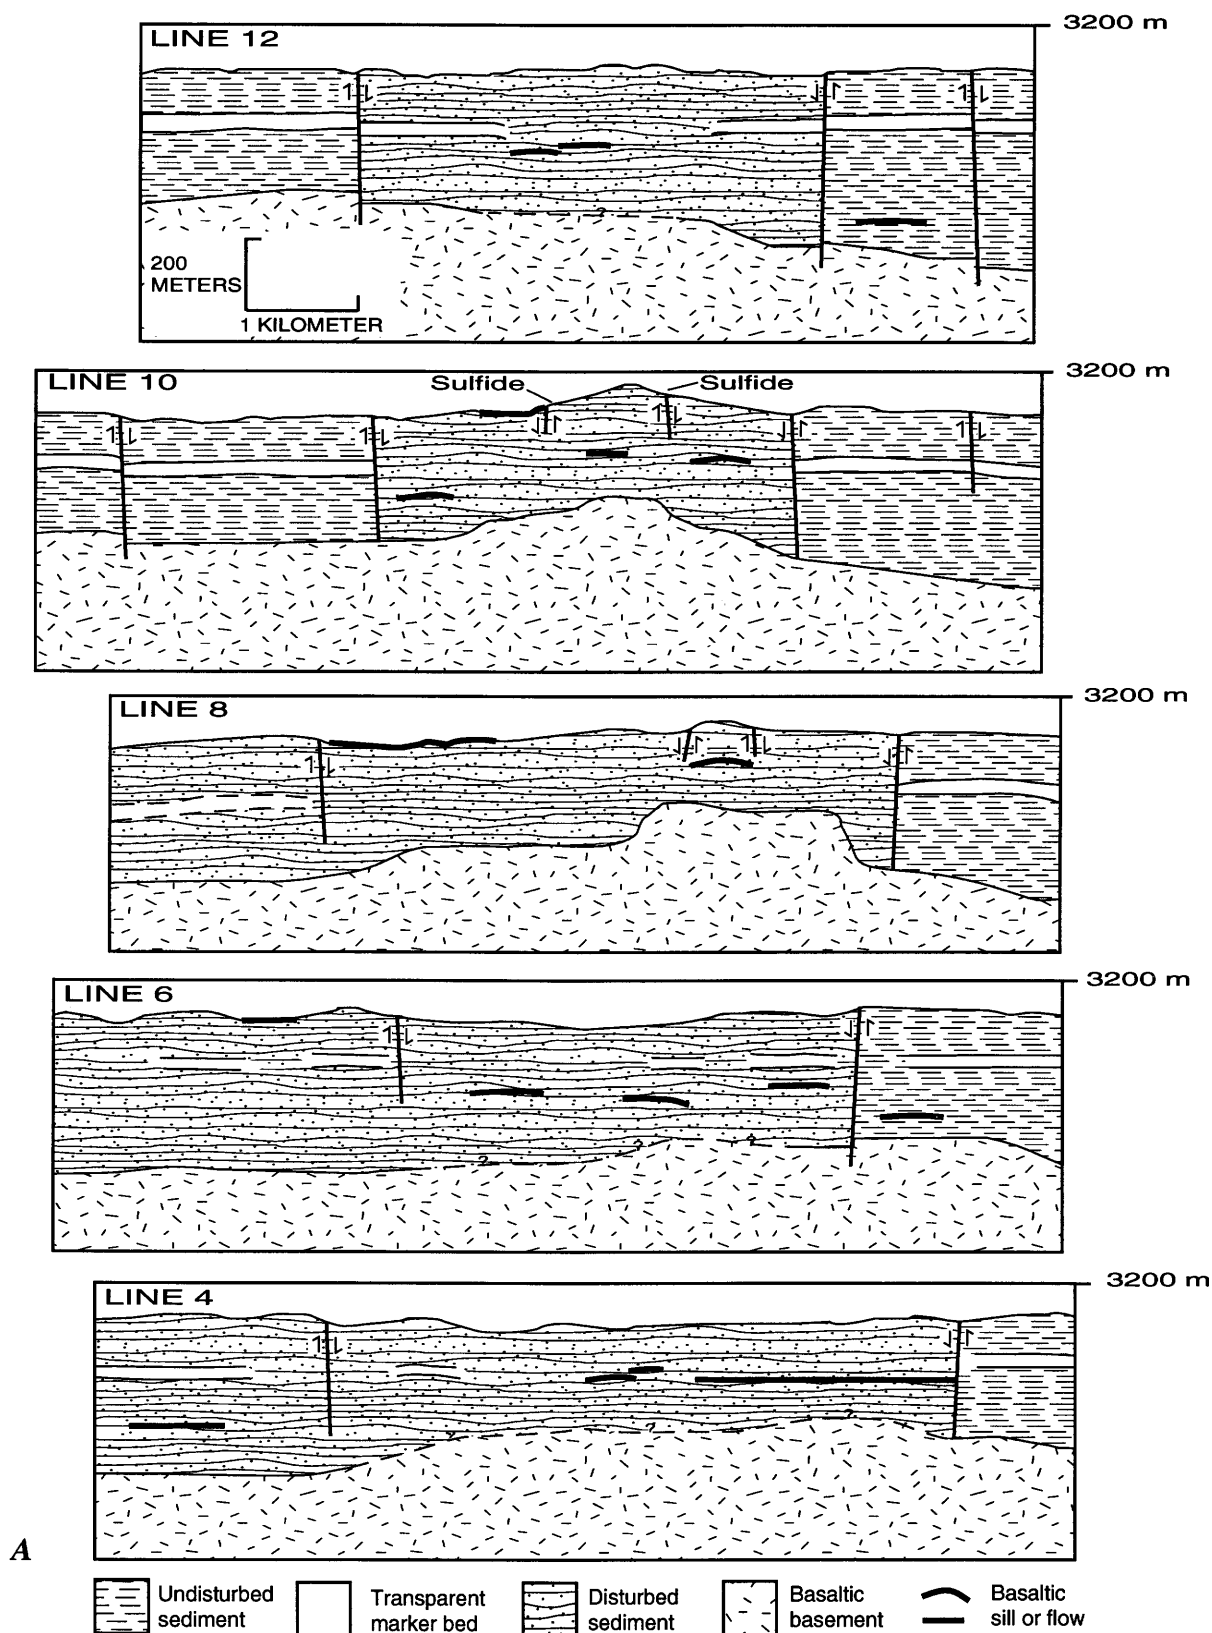 3200 m
LINE 12
200
METERS
1 KILOMETER
?
3200 m
LINE 10
Sulfide
Sulfide
3200 m
LINE 8
3200 m
LINE 6
? ? ?
3200 m
LINE 4
? ? ?
A
Undisturbed
sediment
Transparent
marker bed
Disturbed
sediment
Basaltic
basement
Basaltic
sill or flow